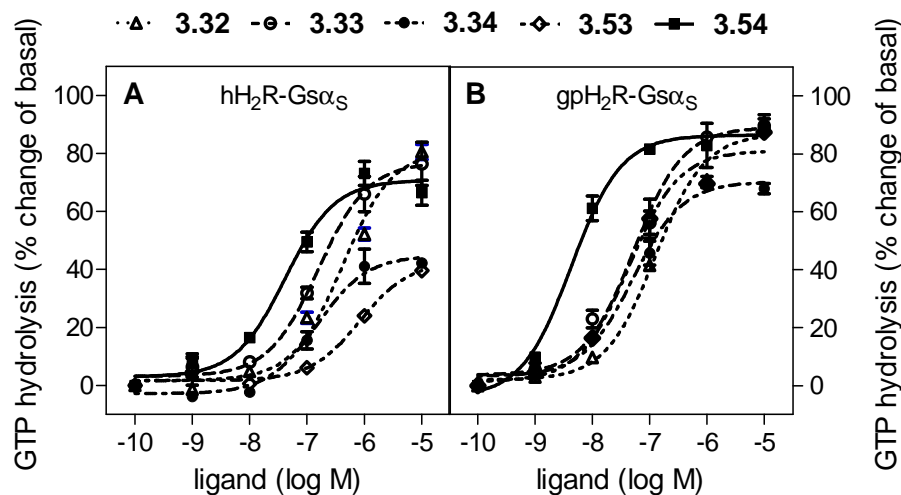 3.32 3.33 3.34 3.53 3.54
A hH₂R-Gsα_S
B gpH₂R-Gsα_S
GTP hydrolysis (% change of basal)
100
80
60
40
20
0
100
80
60
40
20
0
GTP hydrolysis (% change of basal)
-10 -9 -8 -7 -6 -5
-10 -9 -8 -7 -6 -5
ligand (log M)
ligand (log M)